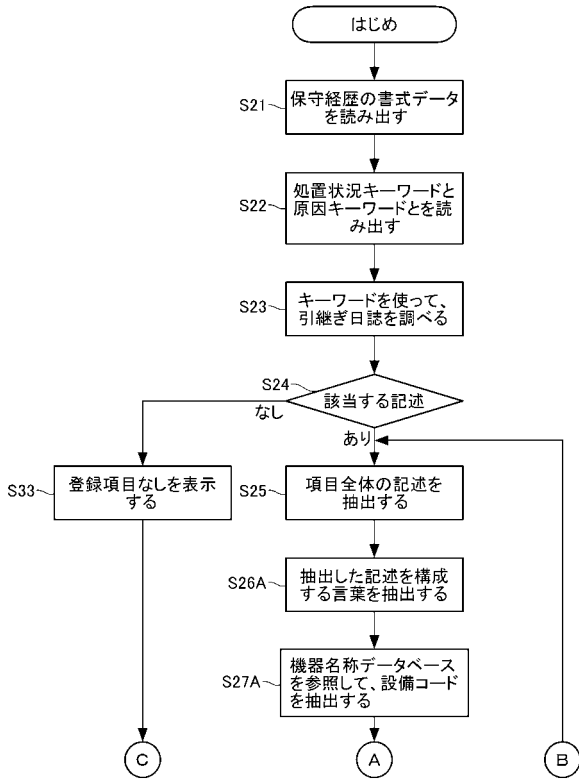 はじめ
S21
保守経歴の書式データ
を読み出す
S22
処置状況キーワードと
原因キーワードとを読
み出す
S23
キーワードを使って、
引継ぎ日誌を調べる
S24
該当する記述
なし
あり
S33
登録項目なしを表示
する
S25
項目全体の記述を
抽出する
S26A
抽出した記述を構成
する言葉を抽出する
S27A
機器名称データベース
を参照して、設備コード
を抽出する
C
A
B